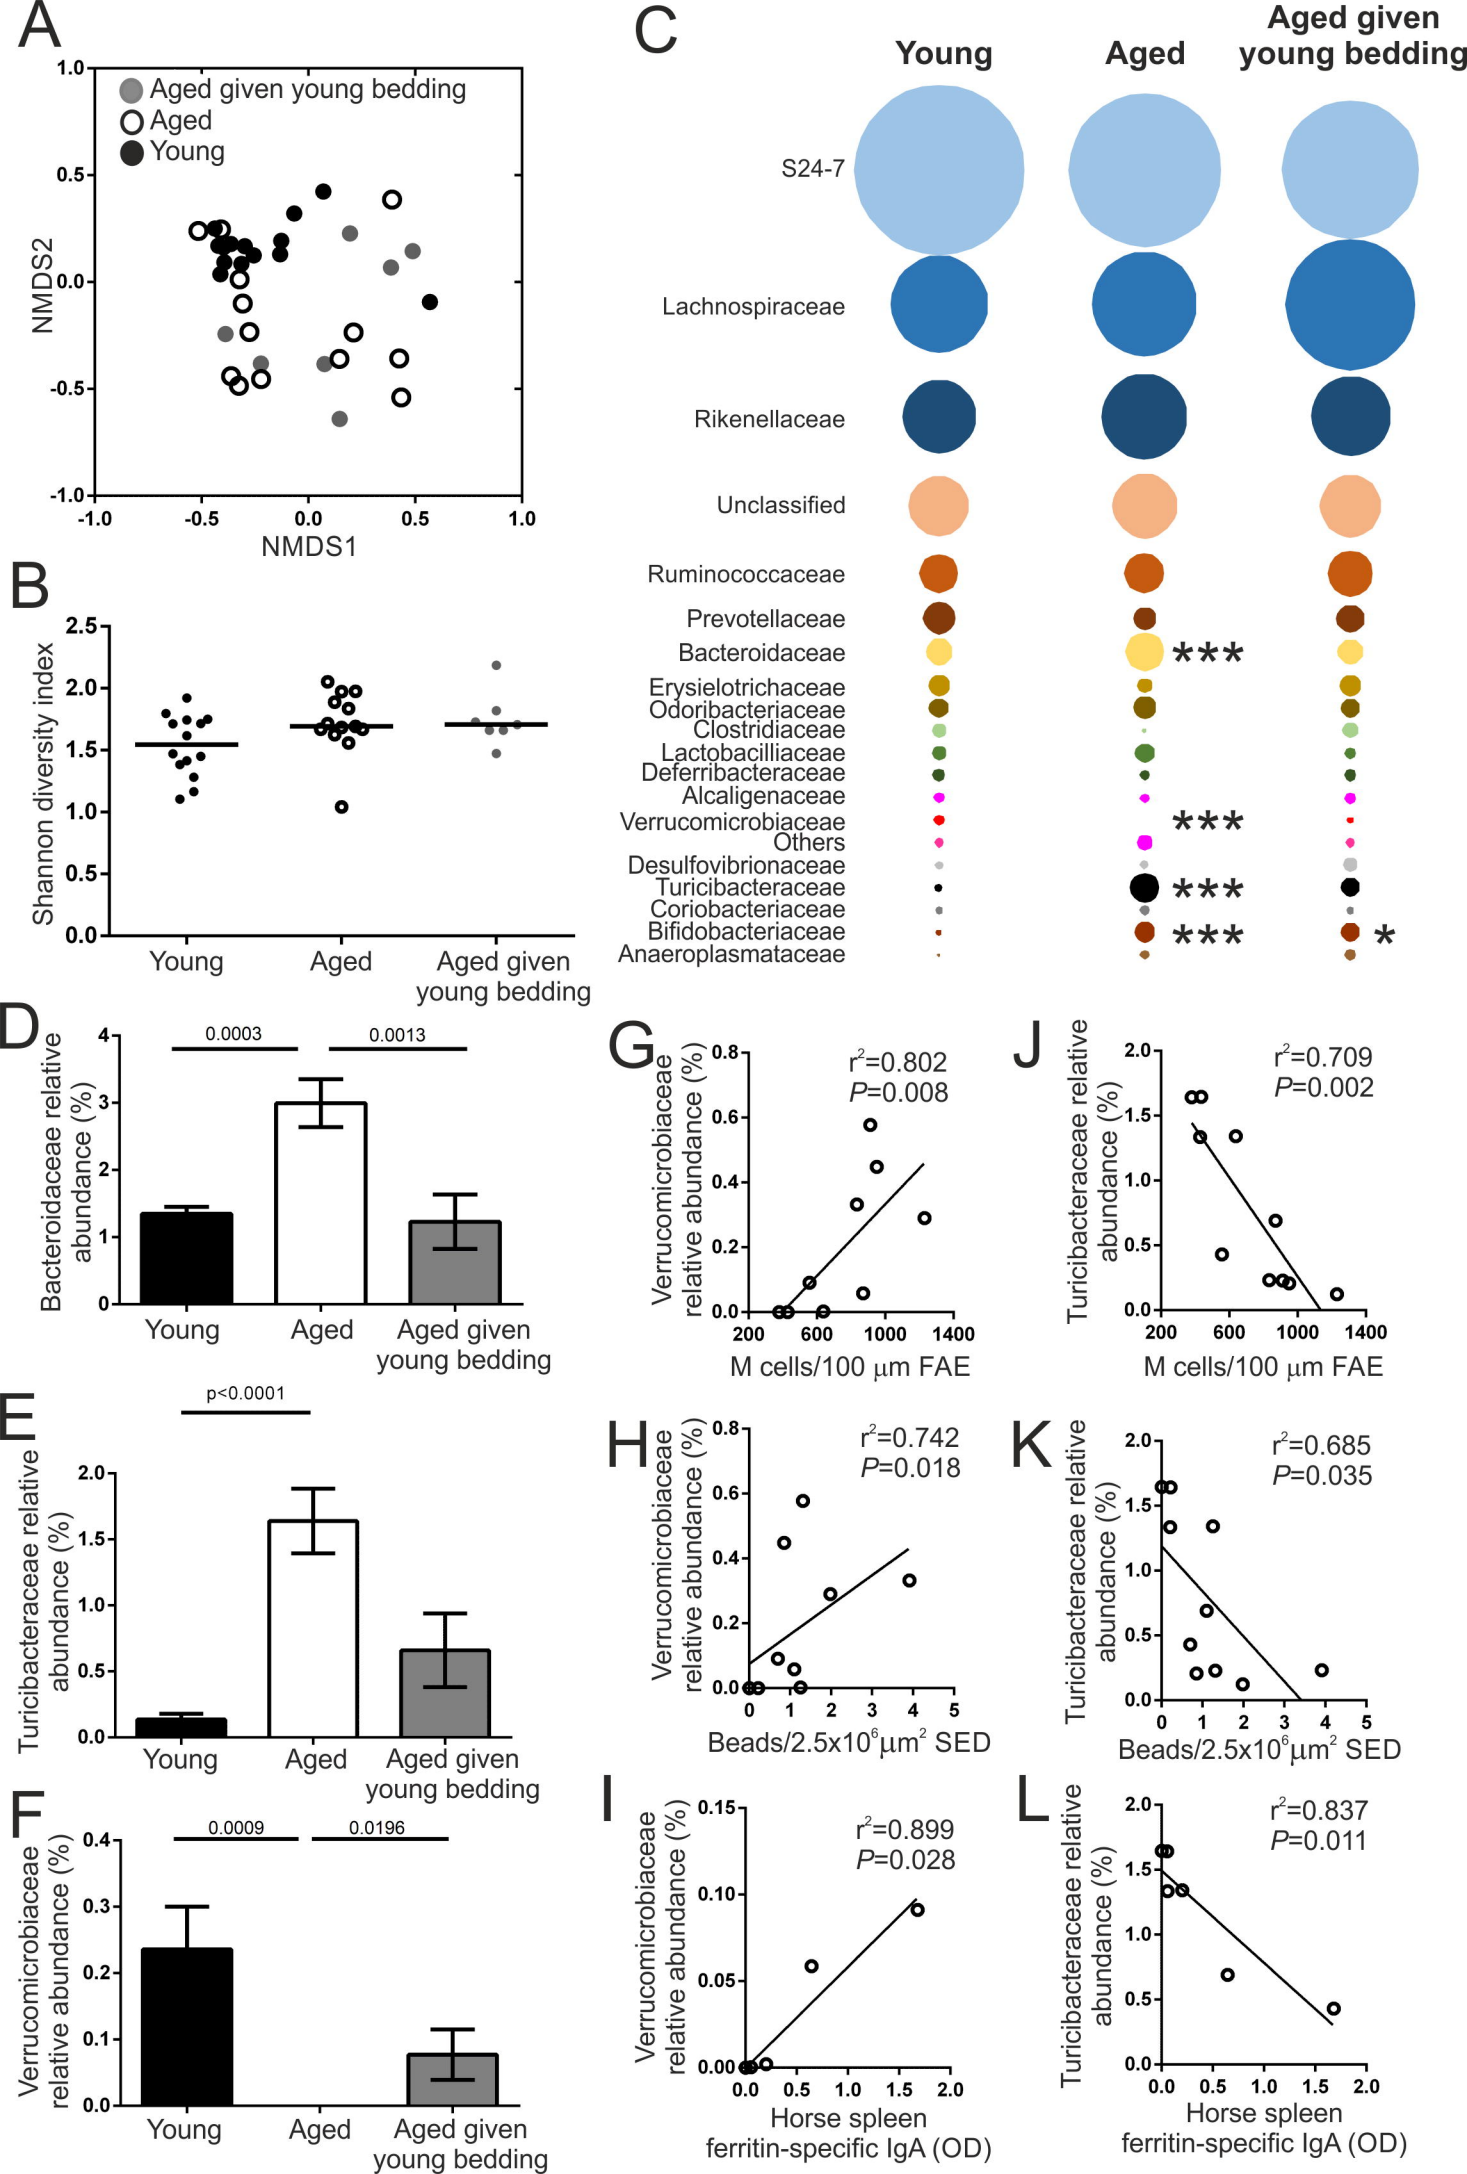 A
1.0
0.5
0.0
-0.5
-1.0
NMDS2
Aged given young bedding
Aged
Young
-1.0 -0.5 0.0 0.5 1.0
NMDS1
B
2.5
2.0
1.5
1.0
0.5
0.0
Shannon diversity index
Young Aged Aged given
young bedding
C
Young Aged Aged given
young bedding
S24-7
Lachnospiraceae
Rikenellaceae
Unclassified
Ruminococcaceae
Prevotellaceae
Bacteroidaceae ***
Erysielotrichaceae
Odoribacteriaceae
Clostridiaceae
Lactobacilliaceae
Deferribacteraceae
Alcaligenaceae
Verrucomicrobiaceae ***
Others
Desulfovibrionaceae
Turicibacteraceae ***
Coriobacteriaceae
Bifidobacteriaceae *** *
Anaeroplasmataceae
D
Bacteroidaceae relative
abundance (%)
4
3
2
1
0
0.0003 0.0013
Young Aged Aged given
young bedding
E
Turicibacteraceae relative
abundance (%)
p<0.0001
2.0
1.5
1.0
0.5
0.0
Young Aged Aged given
young bedding
F
Verrucomicrobiaceae
relative abundance (%)
0.4
0.3
0.2
0.1
0.0
0.0009 0.0196
Young Aged Aged given
young bedding
G
Verrucomicrobiaceae
relative abundance (%)
0.8
0.6
0.4
0.2
0.0
r²=0.802
P=0.008
200 600 1000 1400
M cells/100 μm FAE
H
Verrucomicrobiaceae
relative abundance (%)
0.8
0.6
0.4
0.2
0.0
r²=0.742
P=0.018
0 1 2 3 4 5
Beads/2.5x10⁶μm² SED
I
Verrucomicrobiaceae
relative abundance (%)
0.15
0.10
0.05
0.00
r²=0.899
P=0.028
0.0 0.5 1.0 1.5 2.0
Horse spleen
ferritin-specific IgA (OD)
J
Turicibacteraceae relative
abundance (%)
2.0
1.5
1.0
0.5
0.0
r²=0.709
P=0.002
200 600 1000 1400
M cells/100 μm FAE
K
Turicibacteraceae relative
abundance (%)
2.0
1.5
1.0
0.5
0.0
r²=0.685
P=0.035
0 1 2 3 4 5
Beads/2.5x10⁶μm² SED
L
Turicibacteraceae relative
abundance (%)
2.0
1.5
1.0
0.5
0.0
r²=0.837
P=0.011
0.0 0.5 1.0 1.5 2.0
Horse spleen
ferritin-specific IgA (OD)